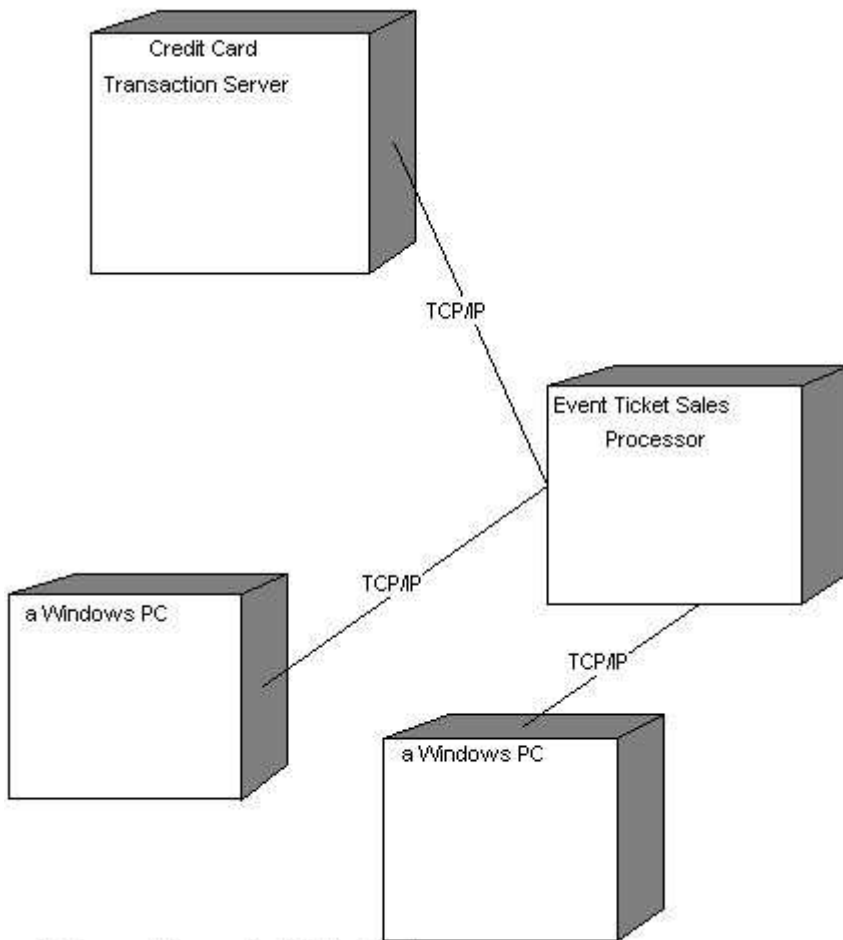 Credit Card
Transaction Server
TCP/IP
Event Ticket Sales
Processor
TCP/IP
a Windows PC
TCP/IP
a Windows PC